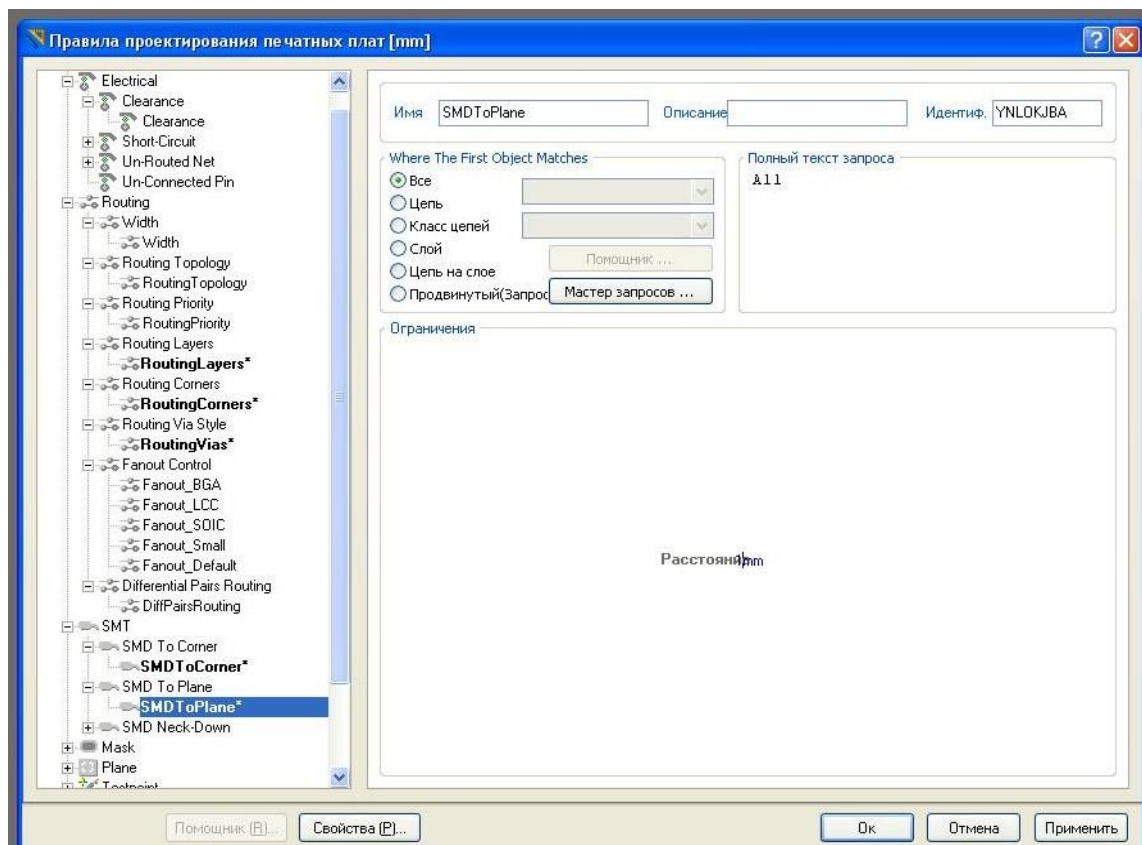 Правила проектирования печатных плат [mm]
Electrical
Clearance
Clearance
Short-Circuit
Un-Routed Net
Un-Connected Pin
Routing
Width
Width
Routing Topology
RoutingTopology
Routing Priority
RoutingPriority
Routing Layers
RoutingLayers*
Routing Corners
RoutingCorners*
Routing Via Style
RoutingVias*
Fanout Control
Fanout_BGA
Fanout_LCC
Fanout_SOIC
Fanout_Small
Fanout_Default
Differential Pairs Routing
DiffPairsRouting
SMT
SMD To Corner
SMDToCorner*
SMD To Plane
SMDToPlane*
SMD Neck-Down
Mask
Plane
Testpoint
Имя SMDToPlane Описание Идентиф. YNLOKJBA
Where The First Object Matches
Все
Цепь
Класс цепей
Слой
Цепь на слое
Продвинутый(Запрос
Помощник ...
Мастер запросов ...
Полный текст запроса
All
Ограничения
Расстояние mm
Помощник (R)... Свойства (P)... Ок Отмена Применить